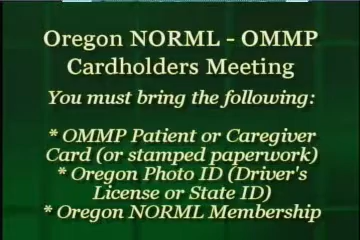 Oregon NORML - OMMP
Cardholders Meeting
You must bring the following:
* OMMP Patient or Caregiver
Card (or stamped paperwork)
* Oregon Photo ID (Driver's
License or State ID)
* Oregon NORML Membership